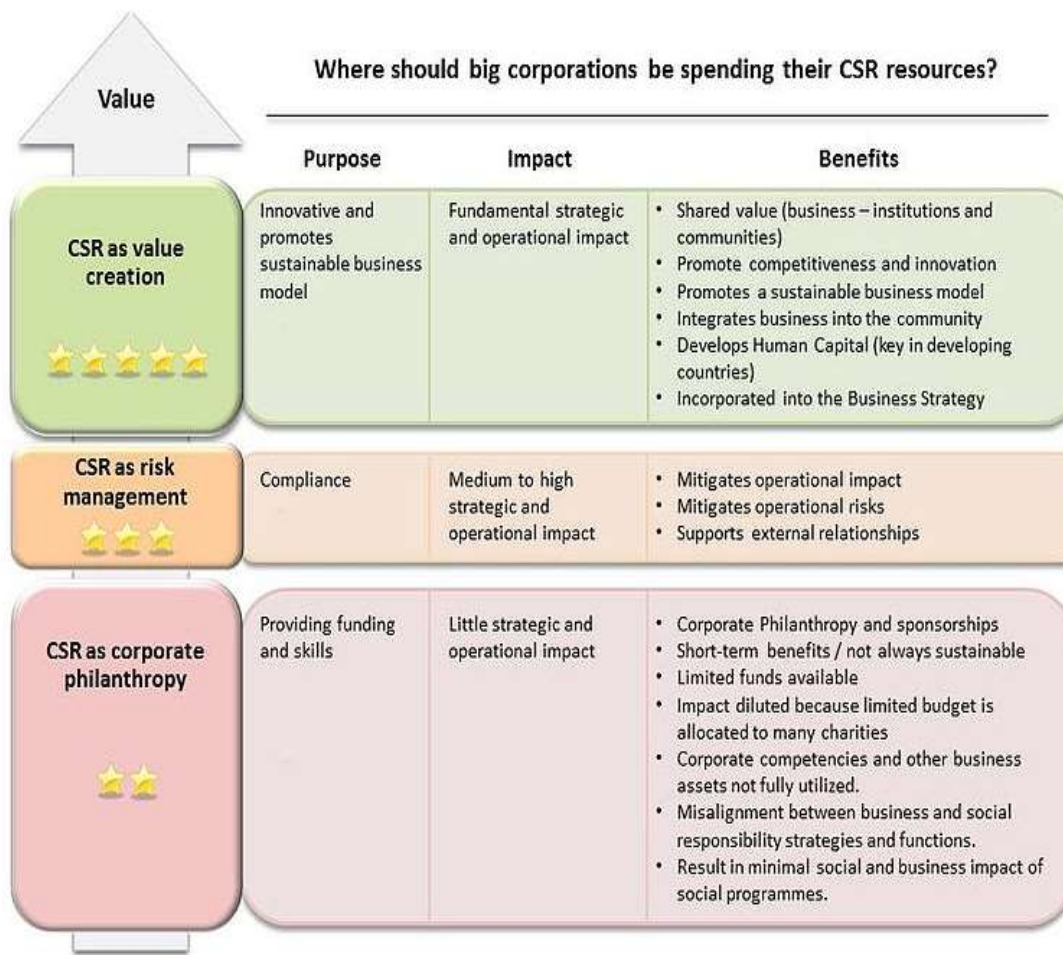 Value
Where should big corporations be spending their CSR resources?
Purpose
Impact
Benefits
CSR as value
creation
Innovative and
promotes
sustainable business
model
Fundamental strategic
and operational impact
• Shared value (business – institutions and
communities)
• Promote competitiveness and innovation
• Promotes a sustainable business model
• Integrates business into the community
• Develops Human Capital (key in developing
countries)
• Incorporated into the Business Strategy
CSR as risk
management
Compliance
Medium to high
strategic and
operational impact
• Mitigates operational impact
• Mitigates operational risks
• Supports external relationships
CSR as corporate
philanthropy
Providing funding
and skills
Little strategic and
operational impact
• Corporate Philanthropy and sponsorships
• Short-term benefits / not always sustainable
• Limited funds available
• Impact diluted because limited budget is
allocated to many charities
• Corporate competencies and other business
assets not fully utilized.
• Misalignment between business and social
responsibility strategies and functions.
• Result in minimal social and business impact of
social programmes.